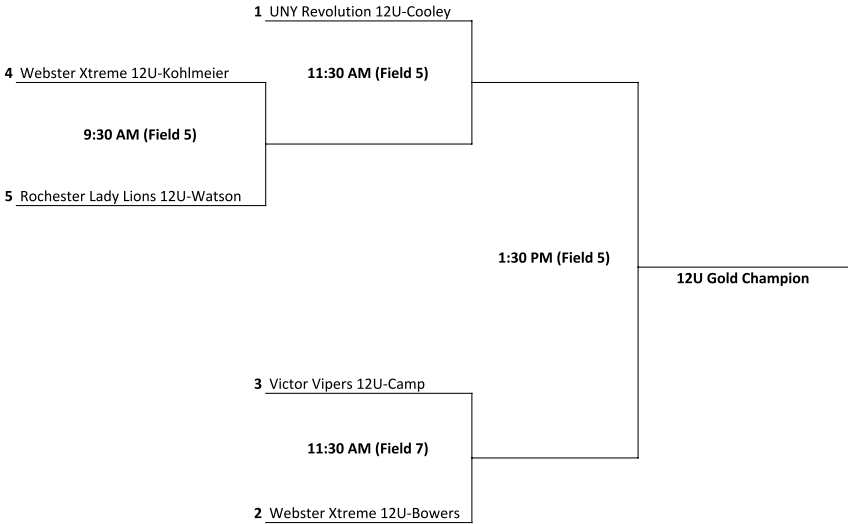 1 UNY Revolution 12U-Cooley
4 Webster Xtreme 12U-Kohlmeier
11:30 AM (Field 5)
9:30 AM (Field 5)
5 Rochester Lady Lions 12U-Watson
1:30 PM (Field 5)
12U Gold Champion
3 Victor Vipers 12U-Camp
11:30 AM (Field 7)
2 Webster Xtreme 12U-Bowers